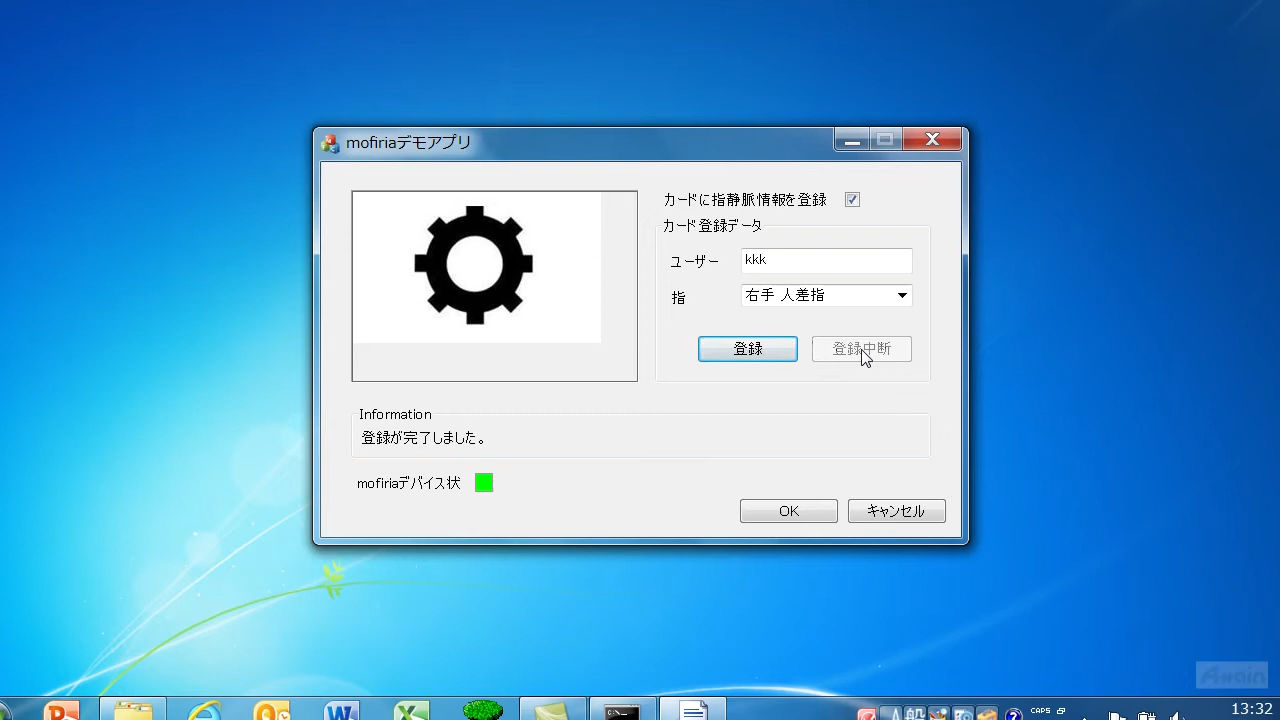 mofiriaデモアプリ
カードに指静脈情報を登録
カード登録データ
ユーザー kkk
指 右手 人差指
登録 登録中断
Information
登録が完了しました。
mofiriaデバイス状
OK キャンセル
Awain
CAPS
13:32